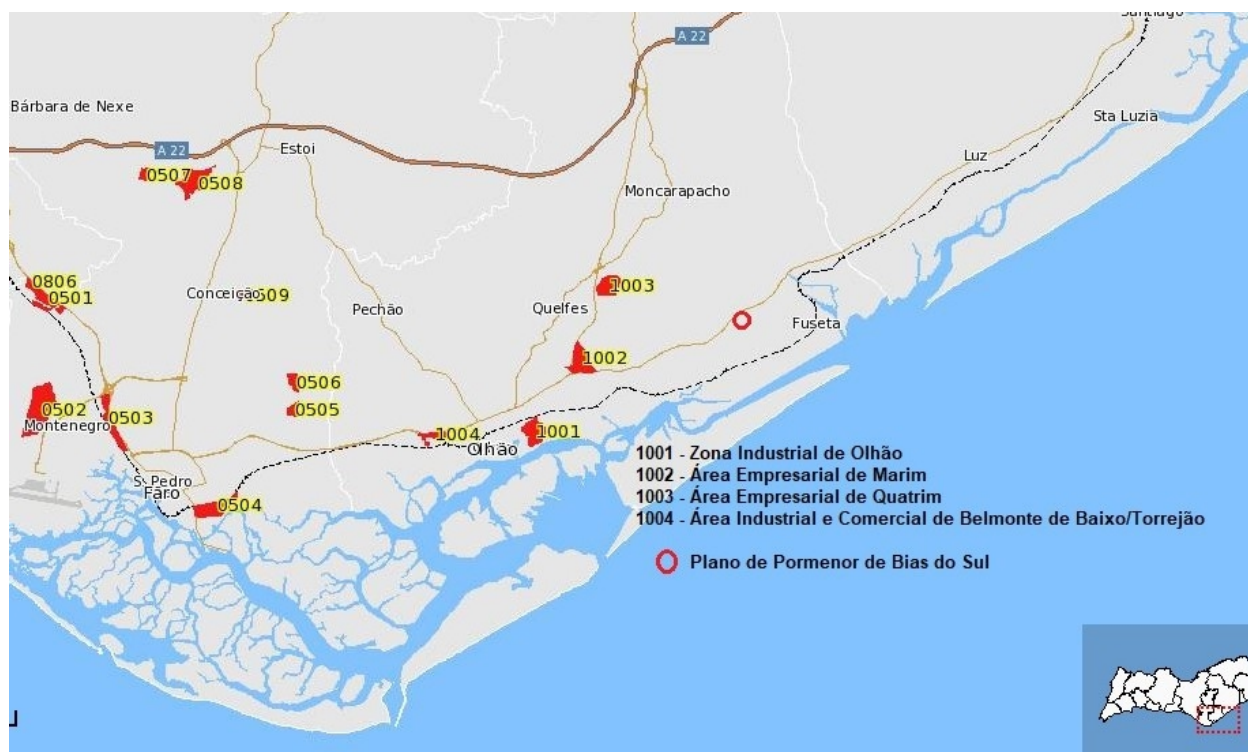 Santiago
A 22
Bárbara de Nexe
Sta Luzia
A 22
Estoi
Luz
0507
0508
Moncarapacho
0806
0501
Conceição
1003
Pechão
Quelfes
Fuseta
1002
0506
0502
0503
0505
Montenegro
1004
1001
Olhão
S. Pedro
Faro
0504
1001 - Zona Industrial de Olhão
1002 - Área Empresarial de Marim
1003 - Área Empresarial de Quatrim
1004 - Área Industrial e Comercial de Belmonte de Baixo/Torrejão
Plano de Pormenor de Bias do Sul